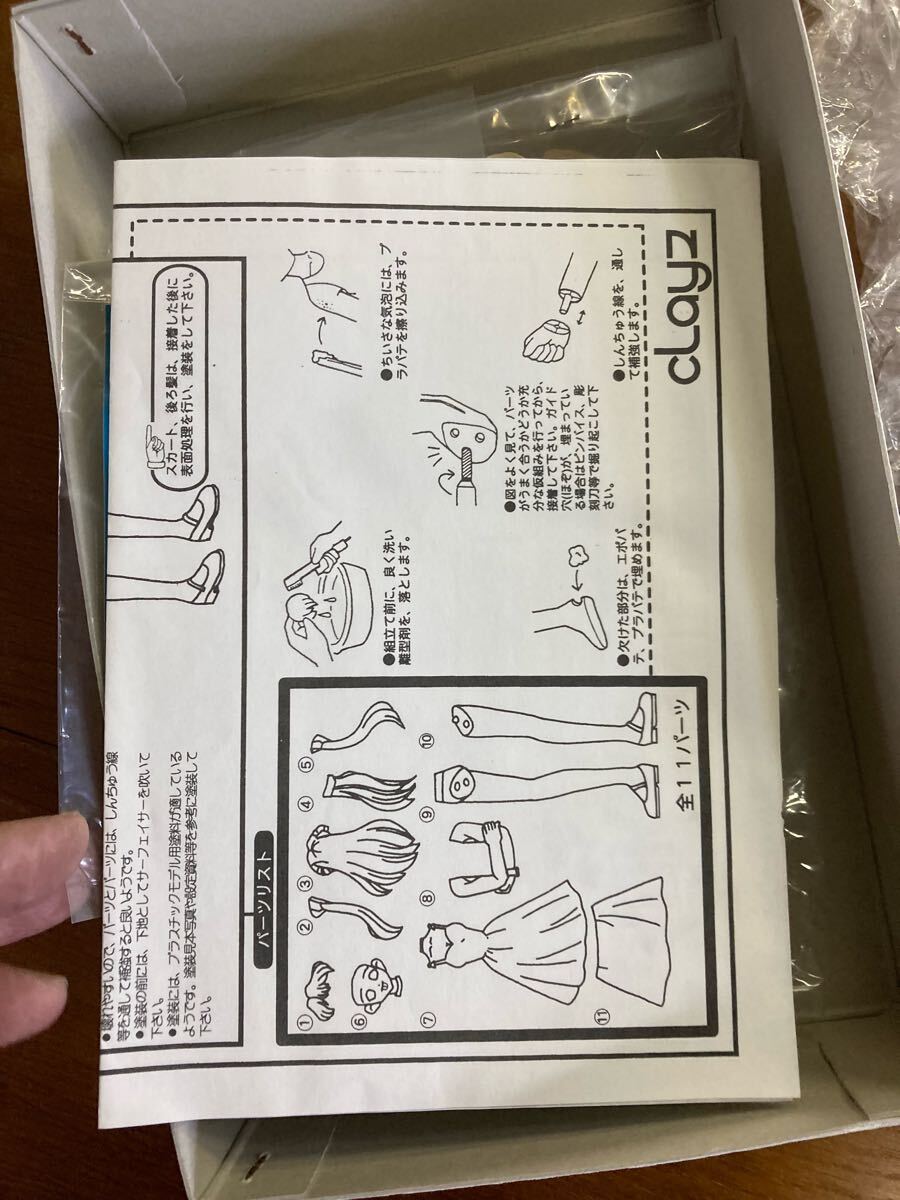 ●壊れやすいので、パーツとパーツには、しんちゅう線
等を通して補強すると良いようです。
●塗装の前には、下地としてサーフェイサーを吹いて
下さい。
●塗装には、プラスチックモデル用塗料が適している
ようです。塗装見本写真や設定資料等を参考に塗装して
下さい。
スカート、後ろ髪は、接着した後に
表面処理を行い、塗装をして下さい。
パーツリスト
①
②
③
④
⑤
⑥
⑦
⑧
⑨
⑩
⑪
全11パーツ
●組立て前に、良く洗い
離型剤を、落とします。
●ちいさな気泡には、プ
ラパテを擦り込みます。
●図をよく見て、パーツ
がうまく合うかどうか充
分な仮組みを行ってから、
接着して下さい。ガイド
穴(ほぞ)が、埋まってい
る場合はピンバイス、彫
刻刀等で掘り起こして下
さい。
●欠けた部分は、エポパ
テ、プラパテで埋めます。
●しんちゅう線を、通し
て補強します。
cLayz